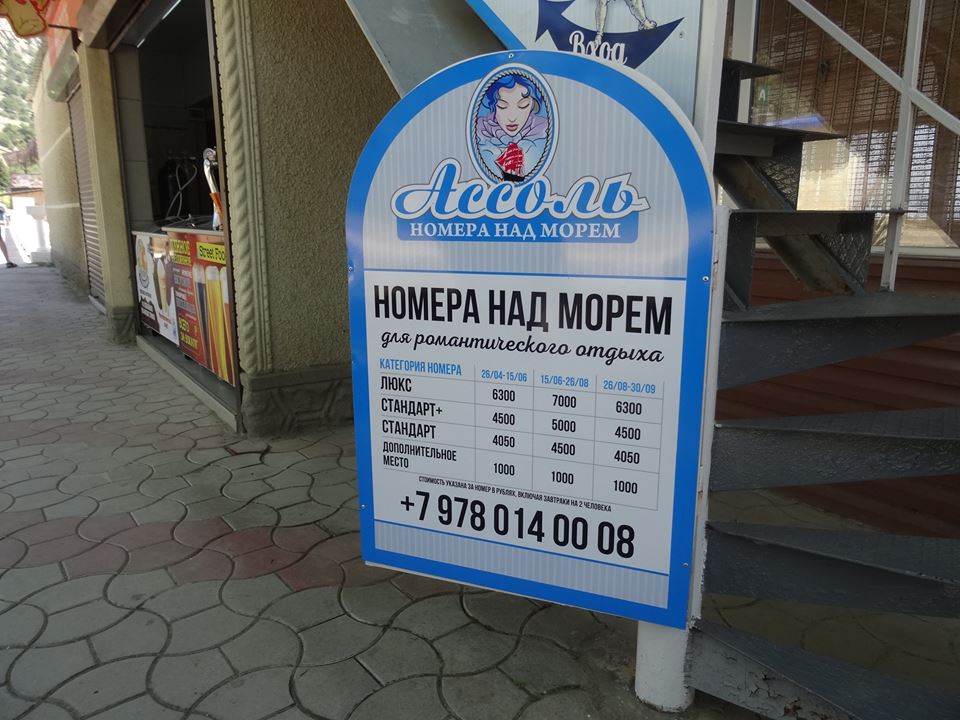 Вход
Ассоль
НОМЕРА НАД МОРЕМ
НОМЕРА НАД МОРЕМ
для романтического отдыха
КАТЕГОРИЯ НОМЕРА 26/04-15/06 15/06-26/08 26/08-30/09
ЛЮКС 6300 7000 6300
СТАНДАРТ+ 4500 5000 4500
СТАНДАРТ 4050 4500 4050
ДОПОЛНИТЕЛЬНОЕ
МЕСТО 1000 1000 1000
СТОИМОСТЬ УКАЗАНА ЗА НОМЕР В РУБЛЯХ, ВКЛЮЧАЯ ЗАВТРАКИ НА 2 ЧЕЛОВЕКА
+7 978 014 00 08
Street Foo